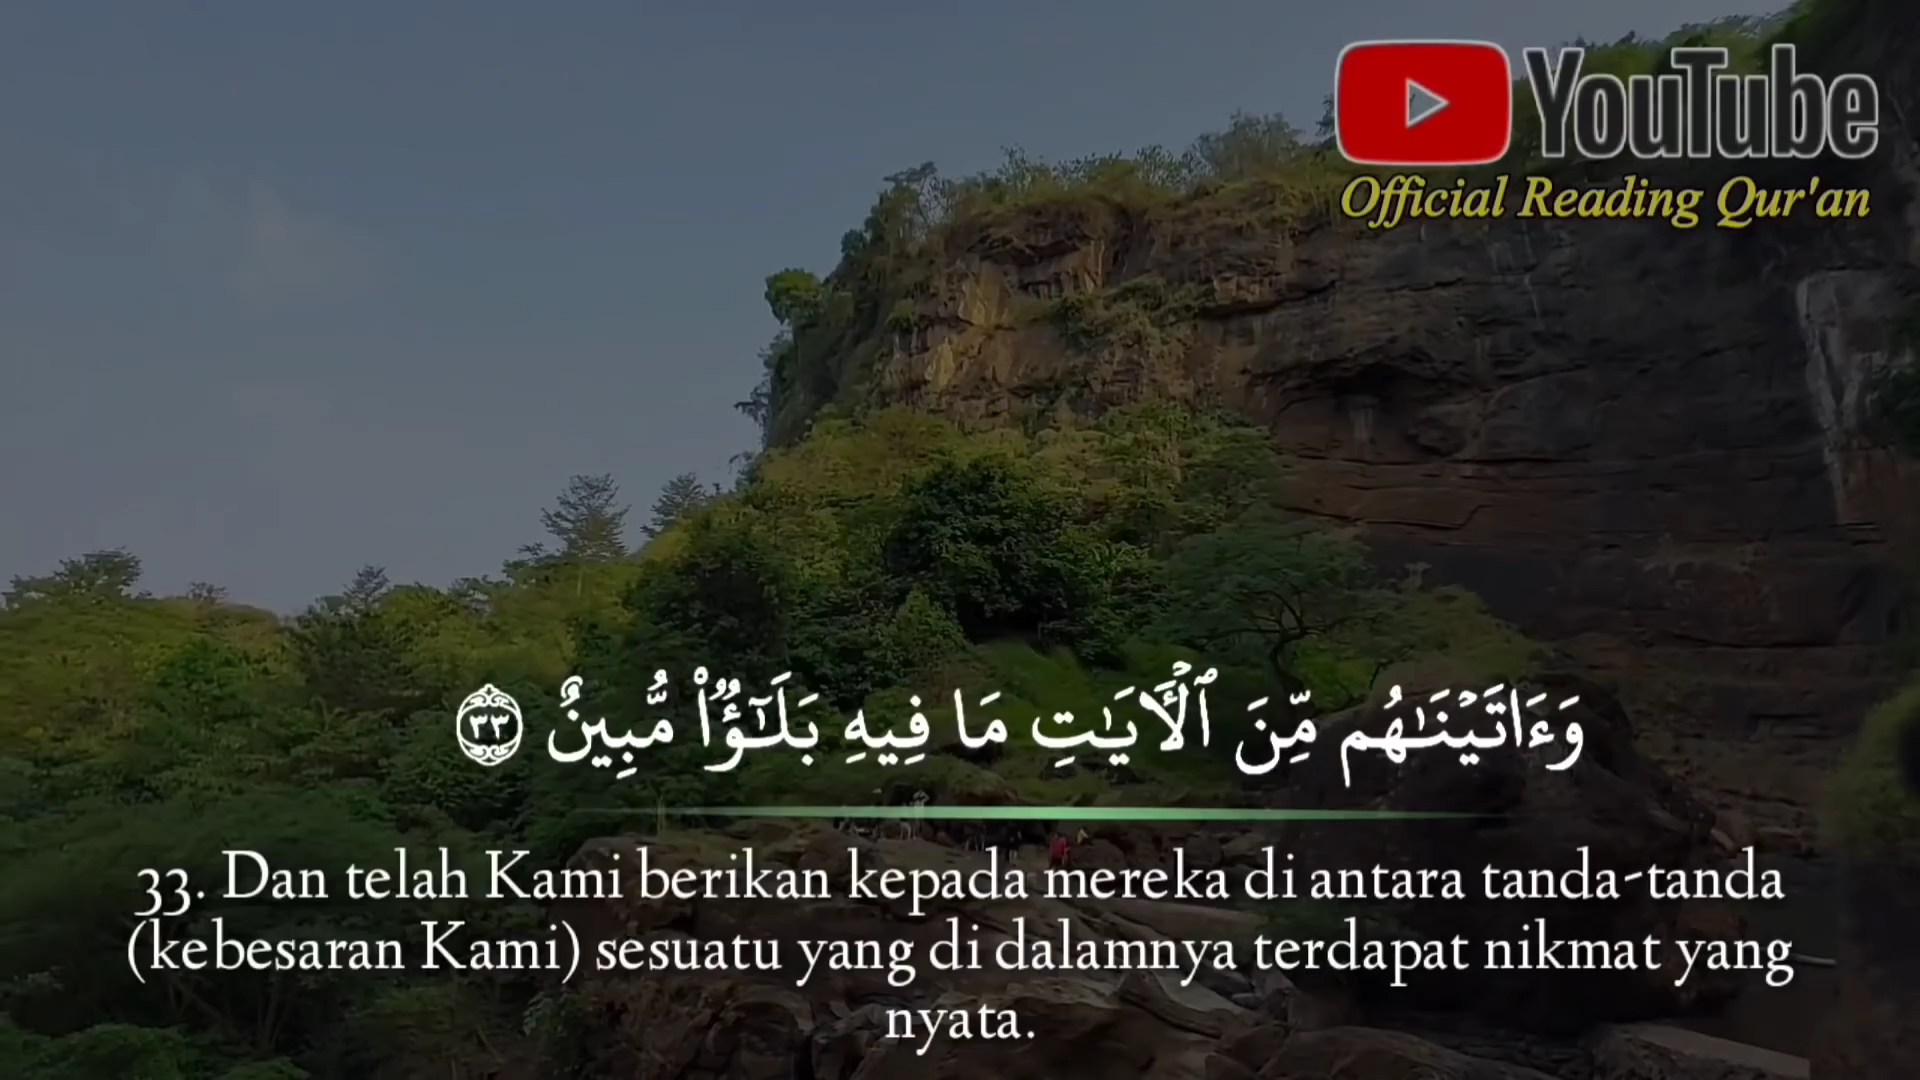 YouTube
Official Reading Qur'an
وَءَاتَيْنَٰهُم مِّنَ ٱلْأَيَٰتِ مَا فِيهِ بَلَٰٓؤٌا۟ مُّبِينٌ ٣٣
33. Dan telah Kami berikan kepada mereka di antara tanda-tanda
(kebesaran Kami) sesuatu yang di dalamnya terdapat nikmat yang
nyata.